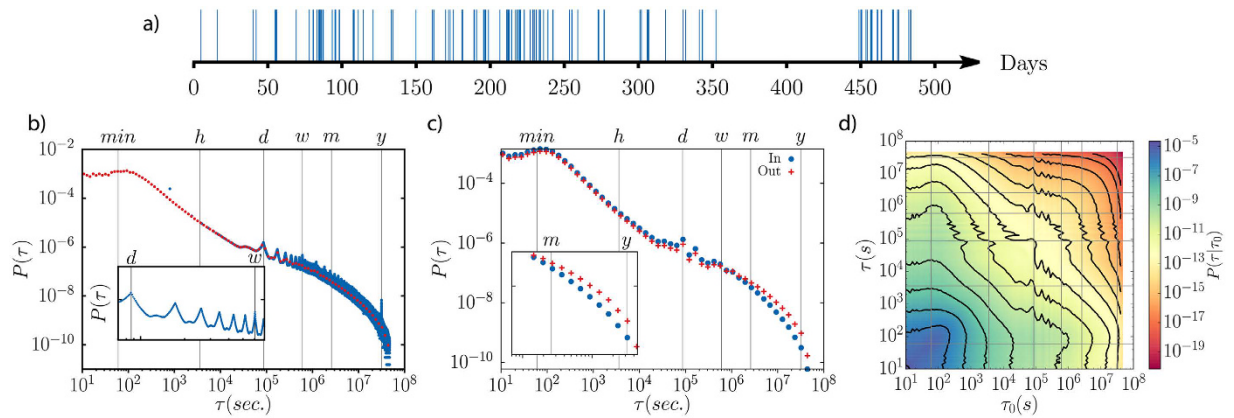 a)
0 50 100 150 200 250 300 350 400 450 500 Days
b)
min h d w m y
10^-2
10^-4
10^-6
10^-8
10^-10
P(τ)
d w
P(τ)
10^1 10^2 10^3 10^4 10^5 10^6 10^7 10^8
τ(sec.)
c)
min h d w m y
In
Out
10^-2
10^-4
10^-6
10^-8
10^-10
P(τ)
m y
10^1 10^2 10^3 10^4 10^5 10^6 10^7 10^8
τ(sec.)
d)
10^8
10^7
10^6
10^5
10^4
10^3
10^2
10^1
τ(s)
10^1 10^2 10^3 10^4 10^5 10^6 10^7 10^8
τ₀(s)
10^-5
10^-7
10^-9
10^-11
10^-13
10^-15
10^-17
10^-19
P(τ|τ₀)